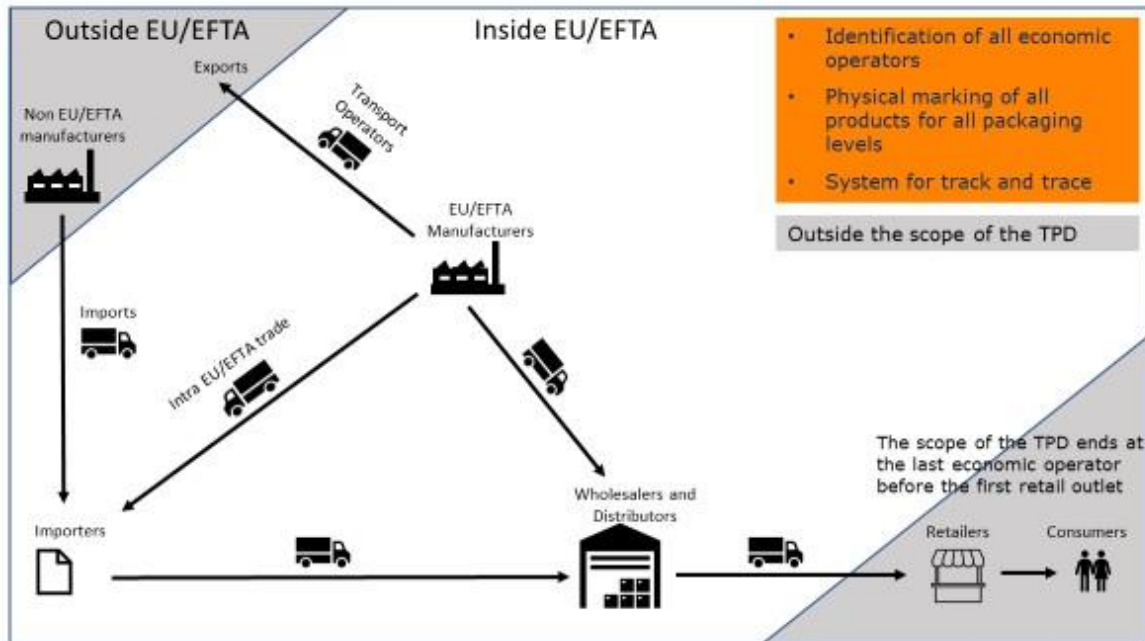 Outside EU/EFTA
Inside EU/EFTA
Exports
Non EU/EFTA
manufacturers
Transport
Operators
• Identification of all economic
operators
• Physical marking of all
products for all packaging
levels
• System for track and trace
Outside the scope of the TPD
EU/EFTA
Manufacturers
Imports
Intra EU/EFTA trade
The scope of the TPD ends at
the last economic operator
before the first retail outlet
Importers
Wholesalers and
Distributors
Retailers
Consumers